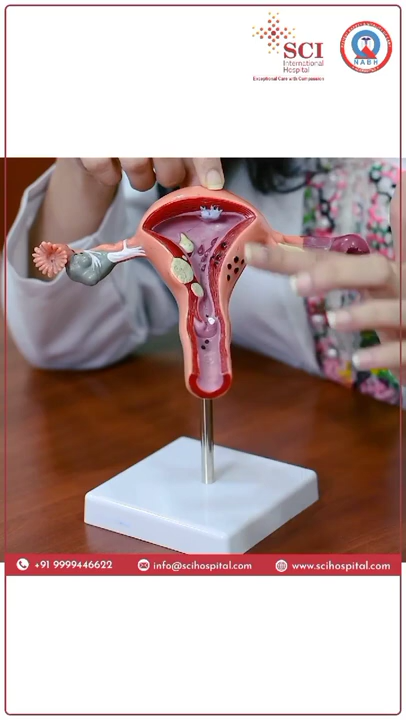 SCI
International
Hospital
Exceptional Care with Compassion
NABH
+91 9999446622
info@scihospital.com
www.scihospital.com